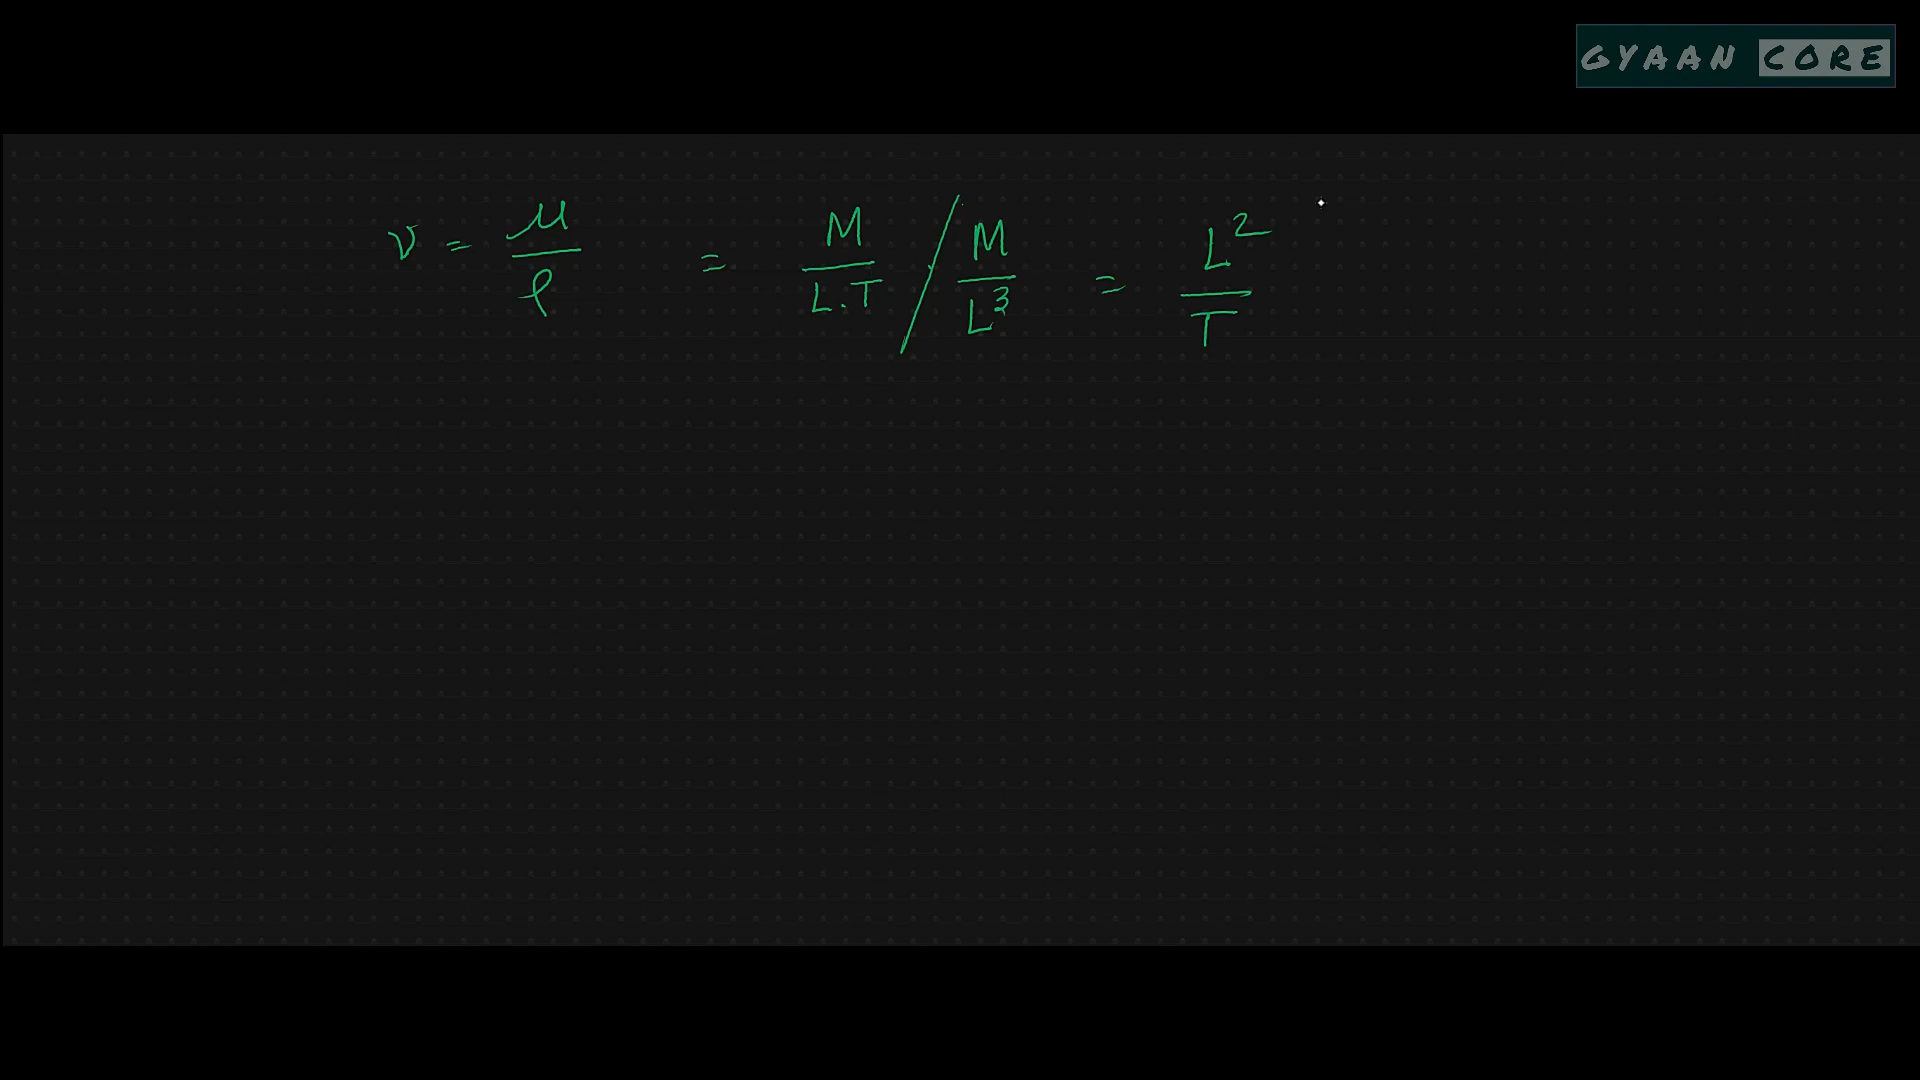 GYAAN CORE
ν = μ/ρ = M/L.T / M/L³ = L²/T